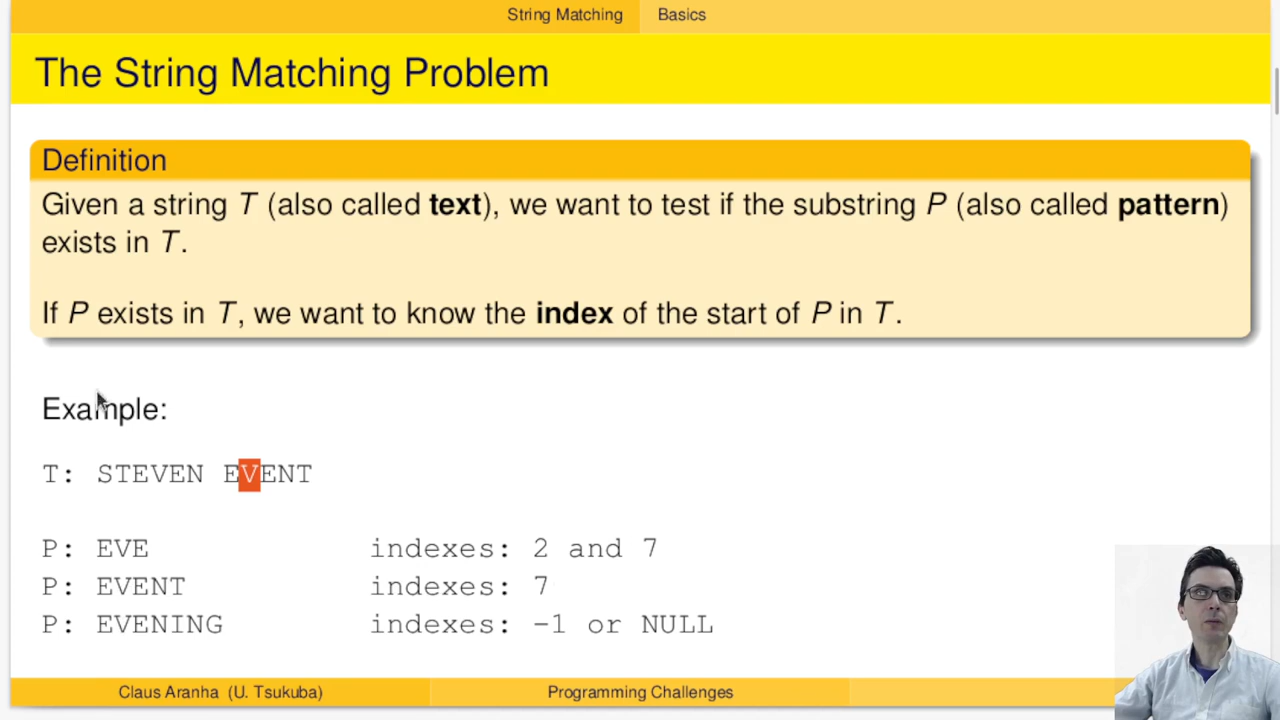 String Matching Basics
The String Matching Problem
Definition
Given a string T (also called text), we want to test if the substring P (also called pattern)
exists in T.
If P exists in T, we want to know the index of the start of P in T.
Example:
T: STEVEN EVENT
P: EVE indexes: 2 and 7
P: EVENT indexes: 7
P: EVENING indexes: -1 or NULL
Claus Aranha (U. Tsukuba) Programming Challenges